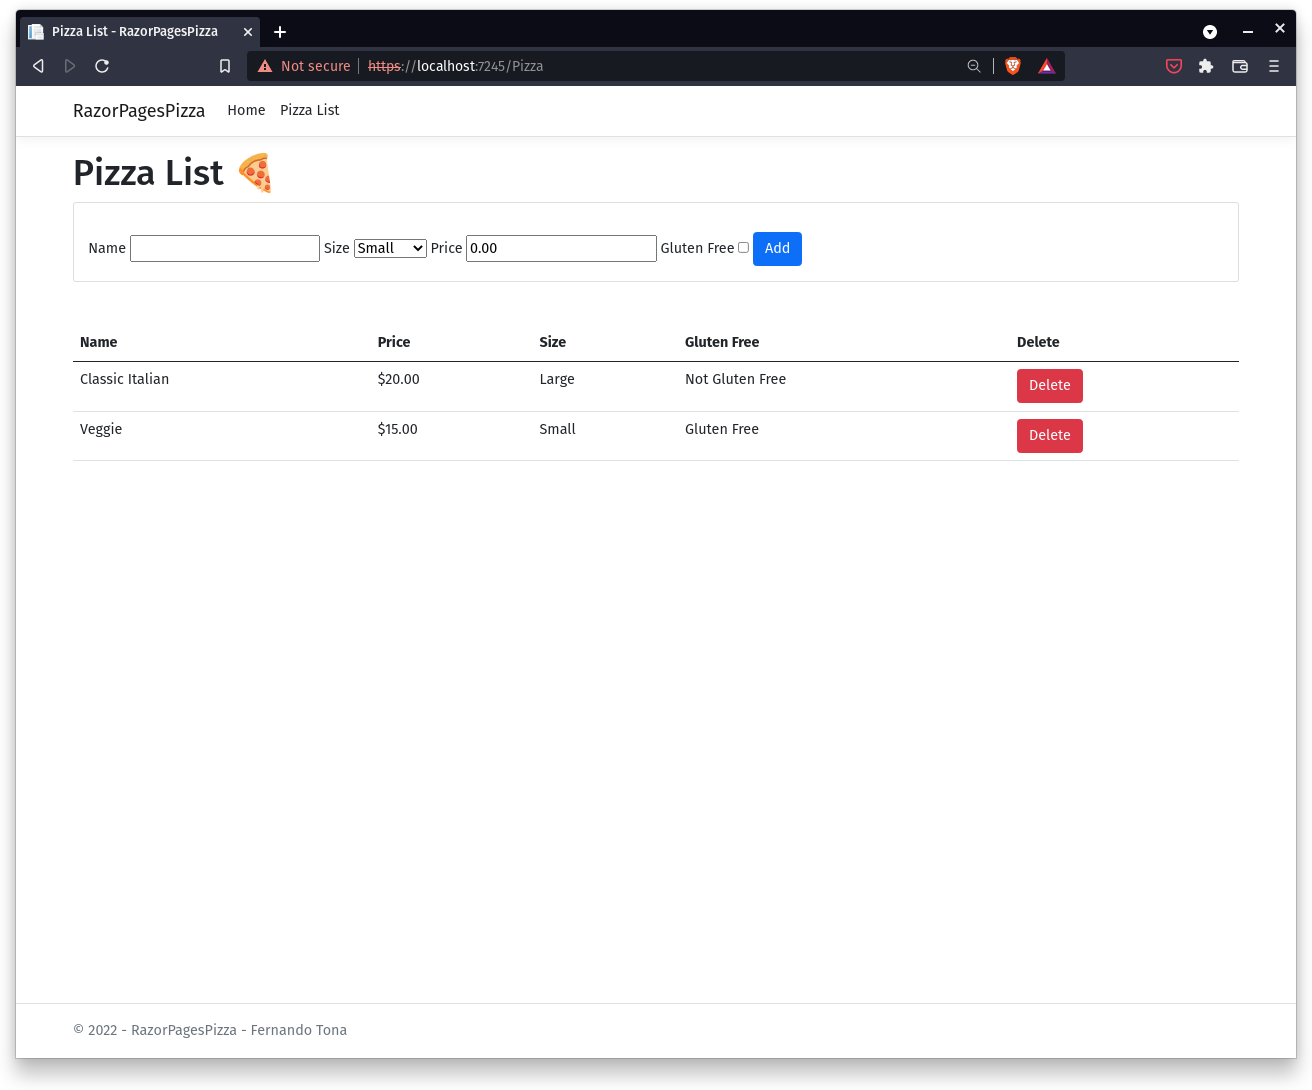 Pizza List - RazorPagesPizza
Not secure https://localhost:7245/Pizza
RazorPagesPizza Home Pizza List
Pizza List 🍕
Name Size Small Price 0.00 Gluten Free Add
Name Price Size Gluten Free Delete
Classic Italian $20.00 Large Not Gluten Free Delete
Veggie $15.00 Small Gluten Free Delete
© 2022 - RazorPagesPizza - Fernando Tona